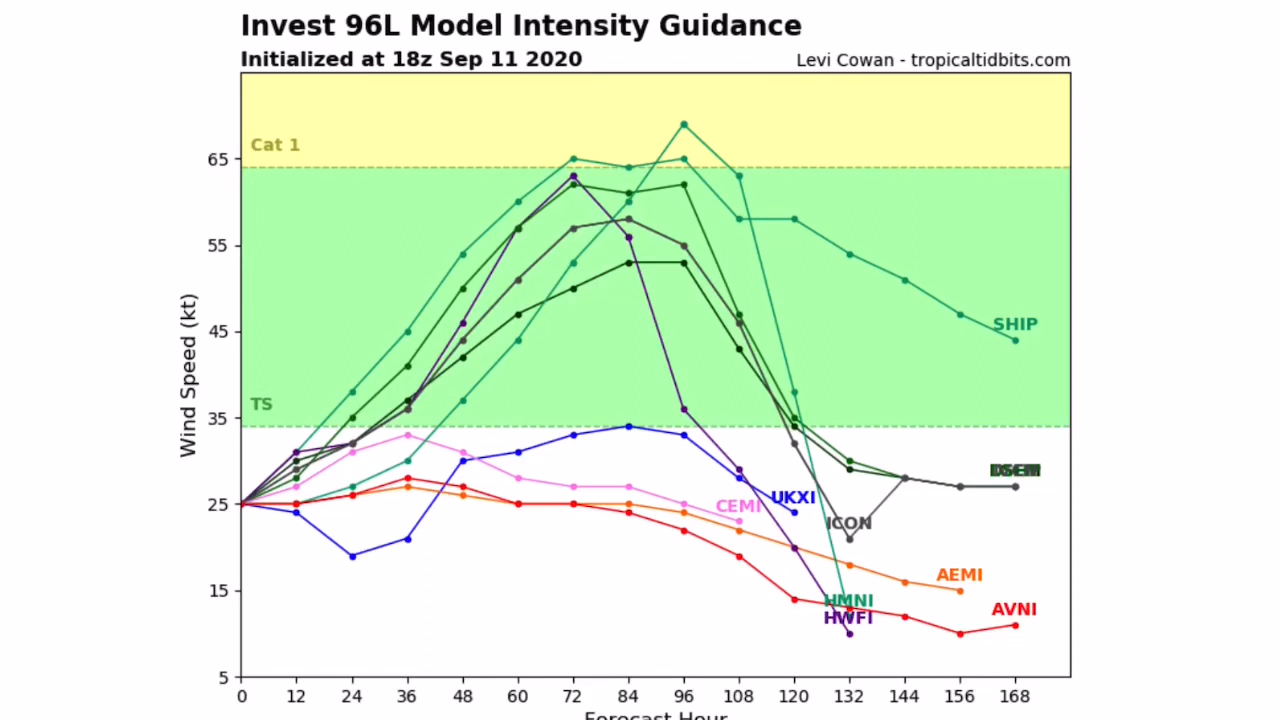 Invest 96L Model Intensity Guidance
Initialized at 18z Sep 11 2020
Levi Cowan - tropicaltidbits.com
Cat 1
65
55
SHIP
45
Wind Speed (kt)
TS
35
UKXI
25
CEMI
ICON
AEMI
15
HMNI
AVNI
HWFI
5
0 12 24 36 48 60 72 84 96 108 120 132 144 156 168
Forecast Hour